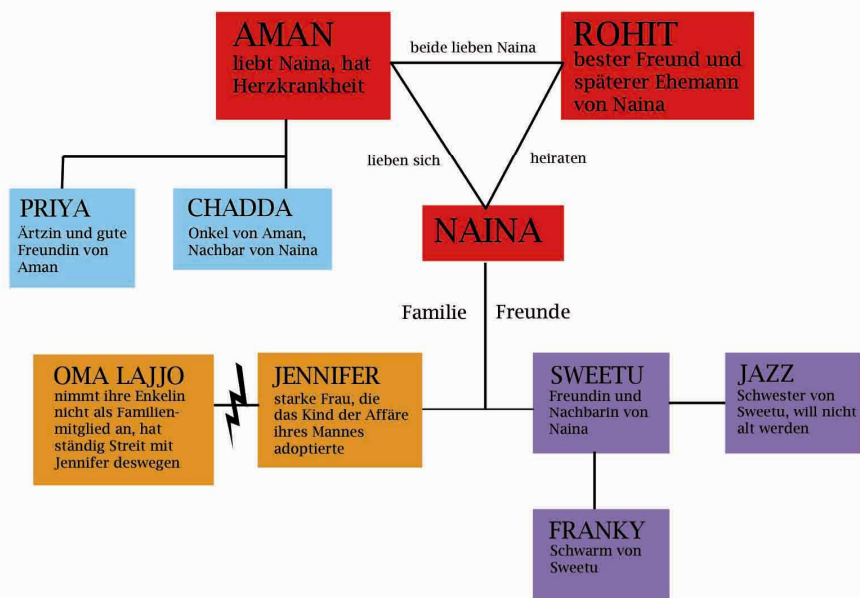 AMAN
liebt Naina, hat
Herzkrankheit
beide lieben Naina
ROHIT
bester Freund und
späterer Ehemann
von Naina
lieben sich
heiraten
PRIYA
Ärtzin und gute
Freundin von
Aman
CHADDA
Onkel von Aman,
Nachbar von Naina
NAINA
Familie
Freunde
OMA LAJJO
nimmt ihre Enkelin
nicht als Familien-
mitglied an, hat
ständig Streit mit
Jennifer deswegen
JENNIFER
starke Frau, die
das Kind der Affäre
ihres Mannes
adoptierte
SWEETU
Freundin und
Nachbarin von
Naina
JAZZ
Schwester von
Sweetu, will nicht
alt werden
FRANKY
Schwarm von
Sweetu